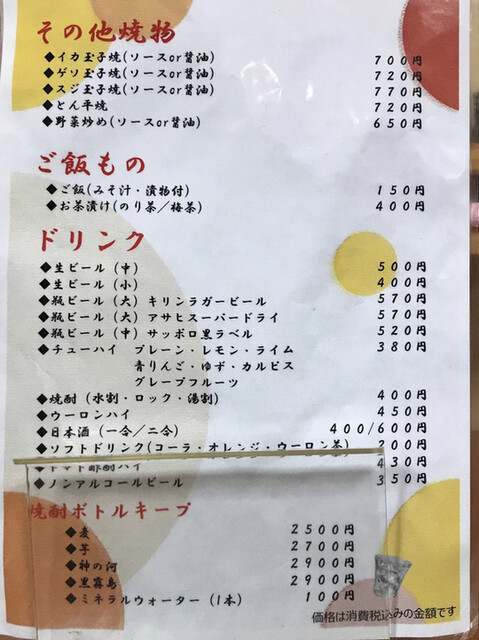 その他焼物
◆イカ玉子焼(ソースor醤油) 700円
◆ゲソ玉子焼(ソースor醤油) 720円
◆スジ玉子焼(ソースor醤油) 770円
◆とん平焼 720円
◆野菜炒め(ソースor醤油) 650円
ご飯もの
◆ご飯(みそ汁・漬物付) 150円
◆お茶漬け(のり茶／梅茶) 400円
ドリンク
◆生ビール(中) 500円
◆生ビール(小) 400円
◆瓶ビール(大) キリンラガービール 570円
◆瓶ビール(大) アサヒスーパードライ 570円
◆瓶ビール(中) サッポロ黒ラベル 520円
◆チューハイ プレーン・レモン・ライム 380円
青りんご・ゆず・カルピス
グレープフルーツ
◆焼酎(水割・ロック・湯割) 400円
◆ウーロンハイ 450円
◆日本酒(一合／二合) 400/600円
◆ソフトドリンク(コーラ・オレンジ・ウーロン茶) 200円
◆トマト酎酎ハイ 430円
◆ノンアルコールビール 350円
焼酎ボトルキープ
◆麦 2500円
◆芋 2700円
◆神の河 2900円
◆黒霧島 2900円
◆ミネラルウォーター(1本) 100円
価格は消費税込みの金額です